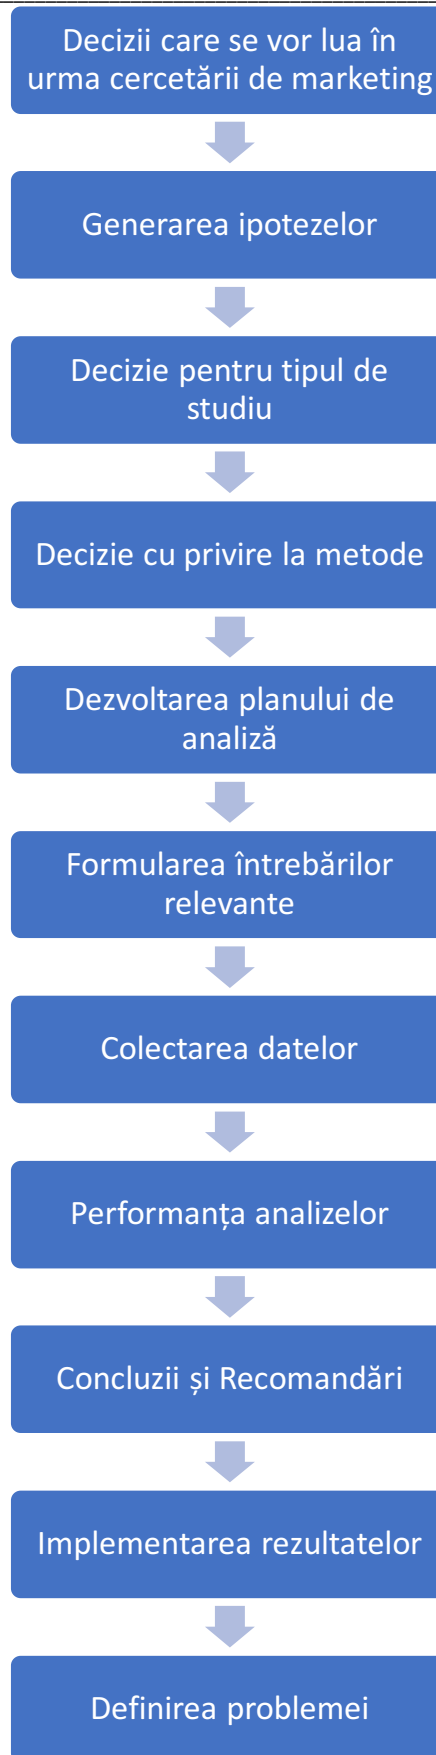 Decizii care se vor lua în
urma cercetării de marketing
Generarea ipotezelor
Decizie pentru tipul de
studiu
Decizie cu privire la metode
Dezvoltarea planului de
analiză
Formularea întrebărilor
relevante
Colectarea datelor
Performanța analizelor
Concluzii și Recomandări
Implementarea rezultatelor
Definirea problemei